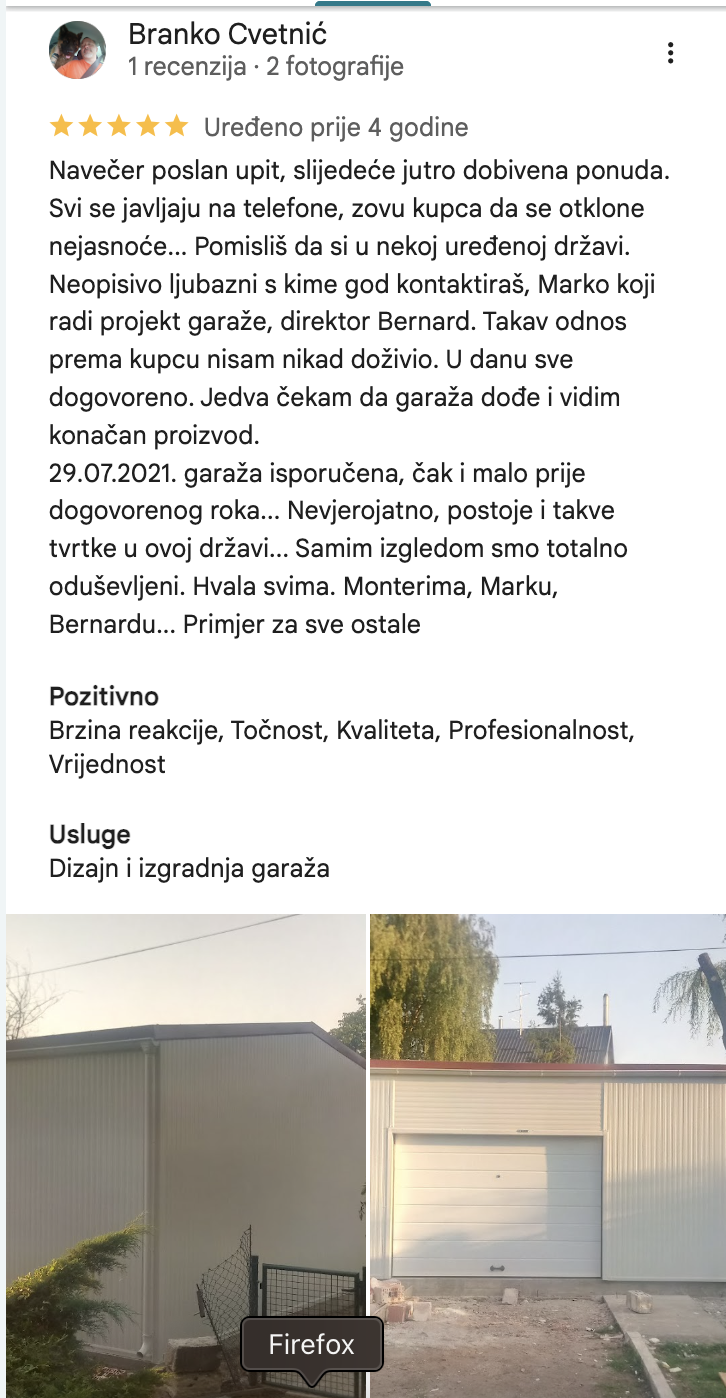 Branko Cvetnić
1 recenzija · 2 fotografije
Uređeno prije 4 godine
Navečer poslan upit, slijedeće jutro dobivena ponuda.
Svi se javljaju na telefone, zovu kupca da se otklone
nejasnoće... Pomisliš da si u nekoj uređenoj državi.
Neopisivo ljubazni s kime god kontaktiraš, Marko koji
radi projekt garaže, direktor Bernard. Takav odnos
prema kupcu nisam nikad doživio. U danu sve
dogovoreno. Jedva čekam da garaža dođe i vidim
konačan proizvod.
29.07.2021. garaža isporučena, čak i malo prije
dogovorenog roka... Nevjerojatno, postoje i takve
tvrtke u ovoj državi... Samim izgledom smo totalno
oduševljeni. Hvala svima. Monterima, Marku,
Bernardu... Primjer za sve ostale
Pozitivno
Brzina reakcije, Točnost, Kvaliteta, Profesionalnost,
Vrijednost
Usluge
Dizajn i izgradnja garaža
Firefox